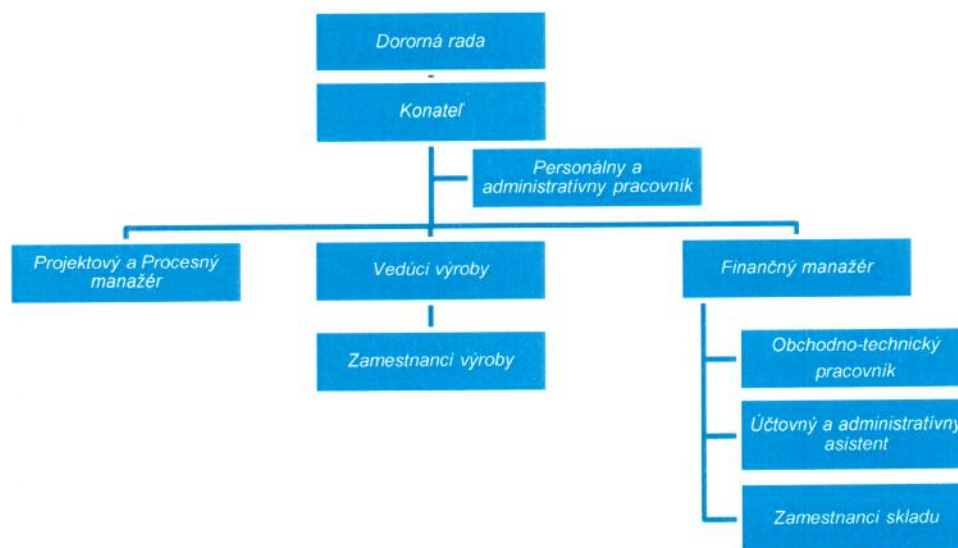 Dororná rada
Konateľ
Personálny a
administratívny pracovník
Projektový a Procesný
manažér
Vedúci výroby
Finančný manažér
Zamestnanci výroby
Obchodno-technický
pracovník
Účtovný a administratívny
asistent
Zamestnanci skladu